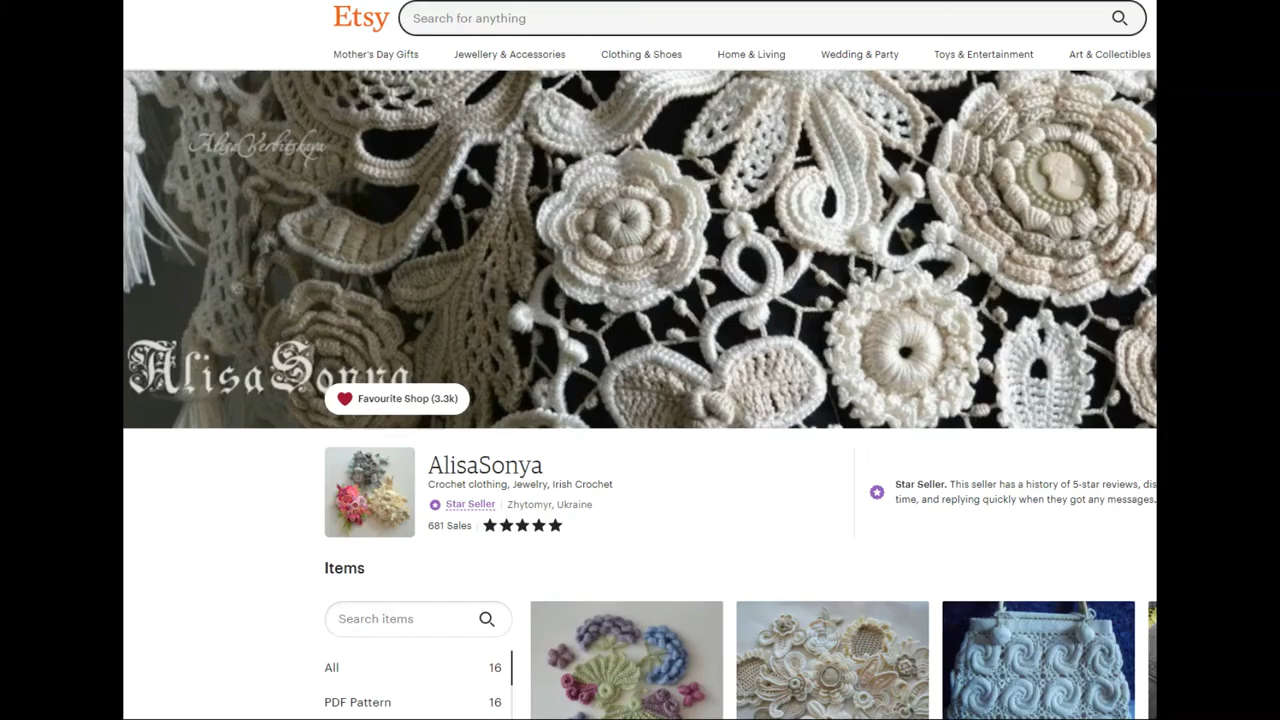 Etsy
Search for anything
Mother's Day Gifts Jewellery & Accessories Clothing & Shoes Home & Living Wedding & Party Toys & Entertainment Art & Collectibles
AlisaVerbitskaya
AlisaSonya
Favourite Shop (3.3k)
AlisaSonya
Crochet clothing, Jewelry, Irish Crochet
Star Seller Zhytomyr, Ukraine
681 Sales
Star Seller. This seller has a history of 5-star reviews, dis
time, and replying quickly when they got any messages.
Items
Search items
All 16
PDF Pattern 16